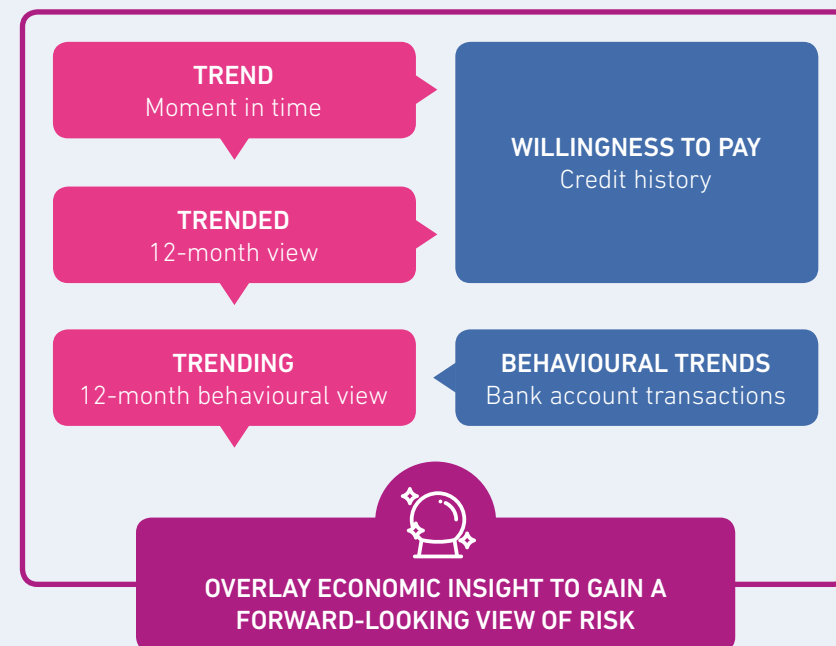 TREND
Moment in time
WILLINGNESS TO PAY
Credit history
TRENDED
12-month view
TRENDING
12-month behavioural view
BEHAVIOURAL TRENDS
Bank account transactions
OVERLAY ECONOMIC INSIGHT TO GAIN A
FORWARD-LOOKING VIEW OF RISK